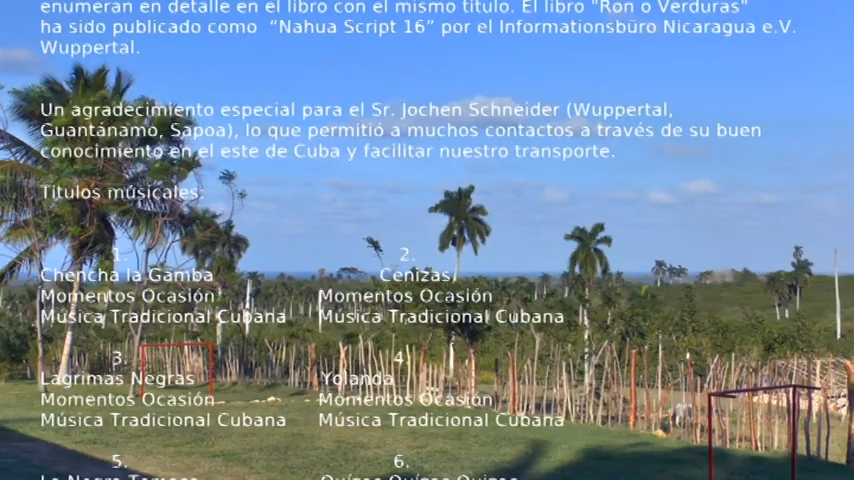 enumeran en detalle en el libro con el mismo título. El libro "Ron o Verduras"
ha sido publicado como “Nahua Script 16” por el Informationsbüro Nicaragua e.V.
Wuppertal.
Un agradecimiento especial para el Sr. Jochen Schneider (Wuppertal,
Guantánamo, Sapoa), lo que permitió a muchos contactos a través de su buen
conocimiento en el este de Cuba y facilitar nuestro transporte.
Titulos músicales:
1.
Chencha la Gamba
Momentos Ocasión
Música Tradicional Cubana
2.
Cenizas
Momentos Ocasión
Música Tradicional Cubana
3.
Lagrimas Negras
Momentos Ocasión
Música Tradicional Cubana
4
Yolanda
Momentos Ocasión
Música Tradicional Cubana
5.
6.